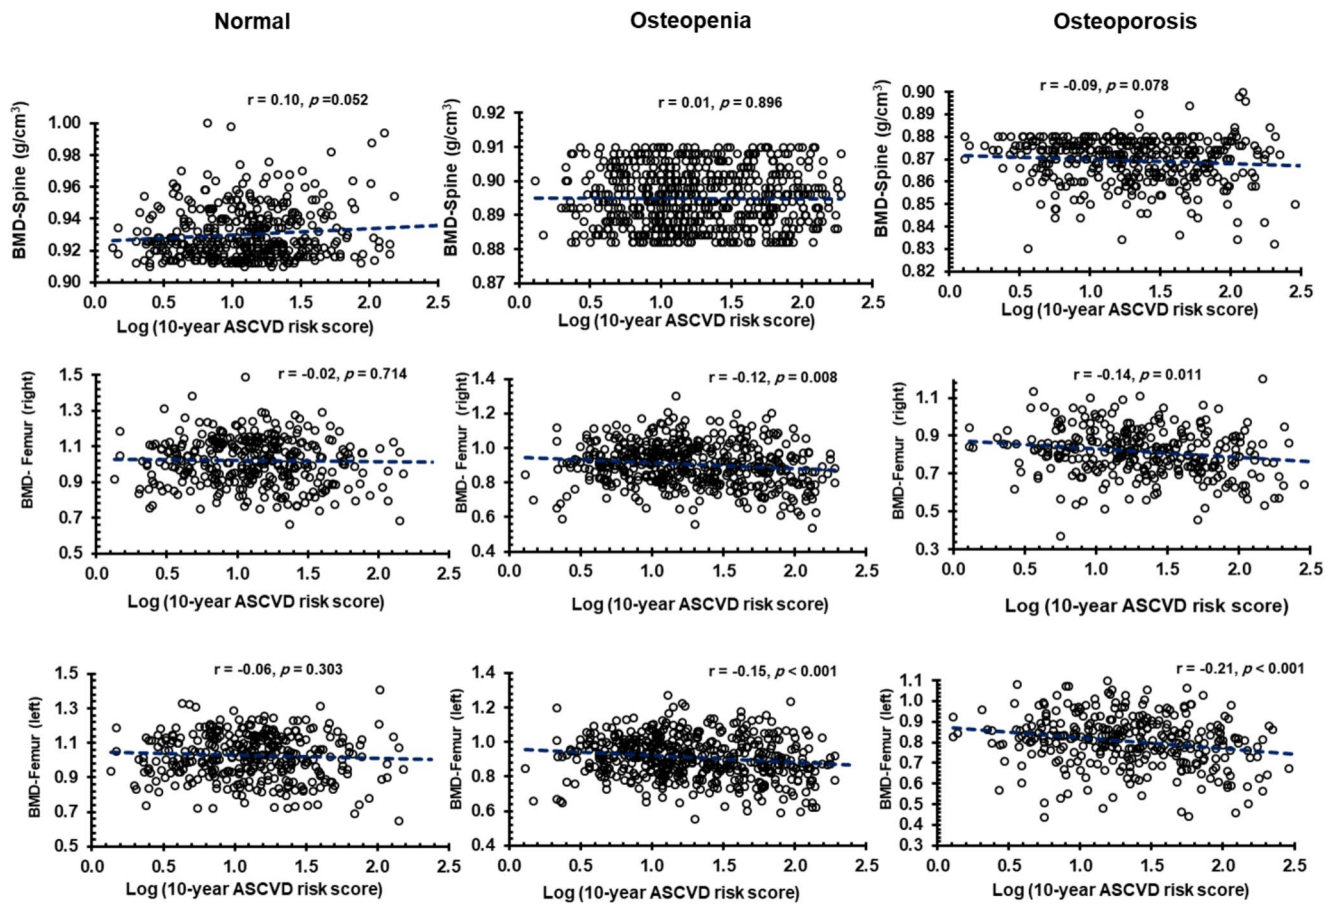 Normal
Osteopenia
Osteoporosis
r = 0.10, p =0.052
BMD-Spine (g/cm³)
1.00
0.98
0.96
0.94
0.92
0.90
0.0 0.5 1.0 1.5 2.0 2.5
Log (10-year ASCVD risk score)
r = 0.01, p = 0.896
BMD-Spine (g/cm³)
0.92
0.91
0.90
0.89
0.88
0.87
0.0 0.5 1.0 1.5 2.0 2.5
Log (10-year ASCVD risk score)
r = -0.09, p = 0.078
BMD-Spine (g/cm³)
0.90
0.88
0.87
0.86
0.85
0.83
0.82
0.0 0.5 1.0 1.5 2.0 2.5
Log (10-year ASCVD risk score)
r = -0.02, p = 0.714
BMD- Femur (right)
1.5
1.3
1.1
0.9
0.7
0.5
0.0 0.5 1.0 1.5 2.0 2.5
Log (10-year ASCVD risk score)
r = -0.12, p = 0.008
BMD- Femur (right)
1.4
1.2
1.0
0.8
0.6
0.4
0.0 0.5 1.0 1.5 2.0 2.5
Log (10-year ASCVD risk score)
r = -0.14, p = 0.011
BMD-Femur (right)
1.1
0.9
0.7
0.5
0.3
0.0 0.5 1.0 1.5 2.0 2.5
Log (10-year ASCVD risk score)
r = -0.06, p = 0.303
BMD-Femur (left)
1.5
1.3
1.1
0.9
0.7
0.5
0.0 0.5 1.0 1.5 2.0 2.5
Log (10-year ASCVD risk score)
r = -0.15, p < 0.001
BMD-Femur (left)
1.4
1.2
1.0
0.8
0.6
0.4
0.0 0.5 1.0 1.5 2.0 2.5
Log (10-year ASCVD risk score)
r = -0.21, p < 0.001
BMD-Femur (left)
1.1
1.0
0.9
0.8
0.7
0.6
0.5
0.4
0.3
0.0 0.5 1.0 1.5 2.0 2.5
Log (10-year ASCVD risk score)